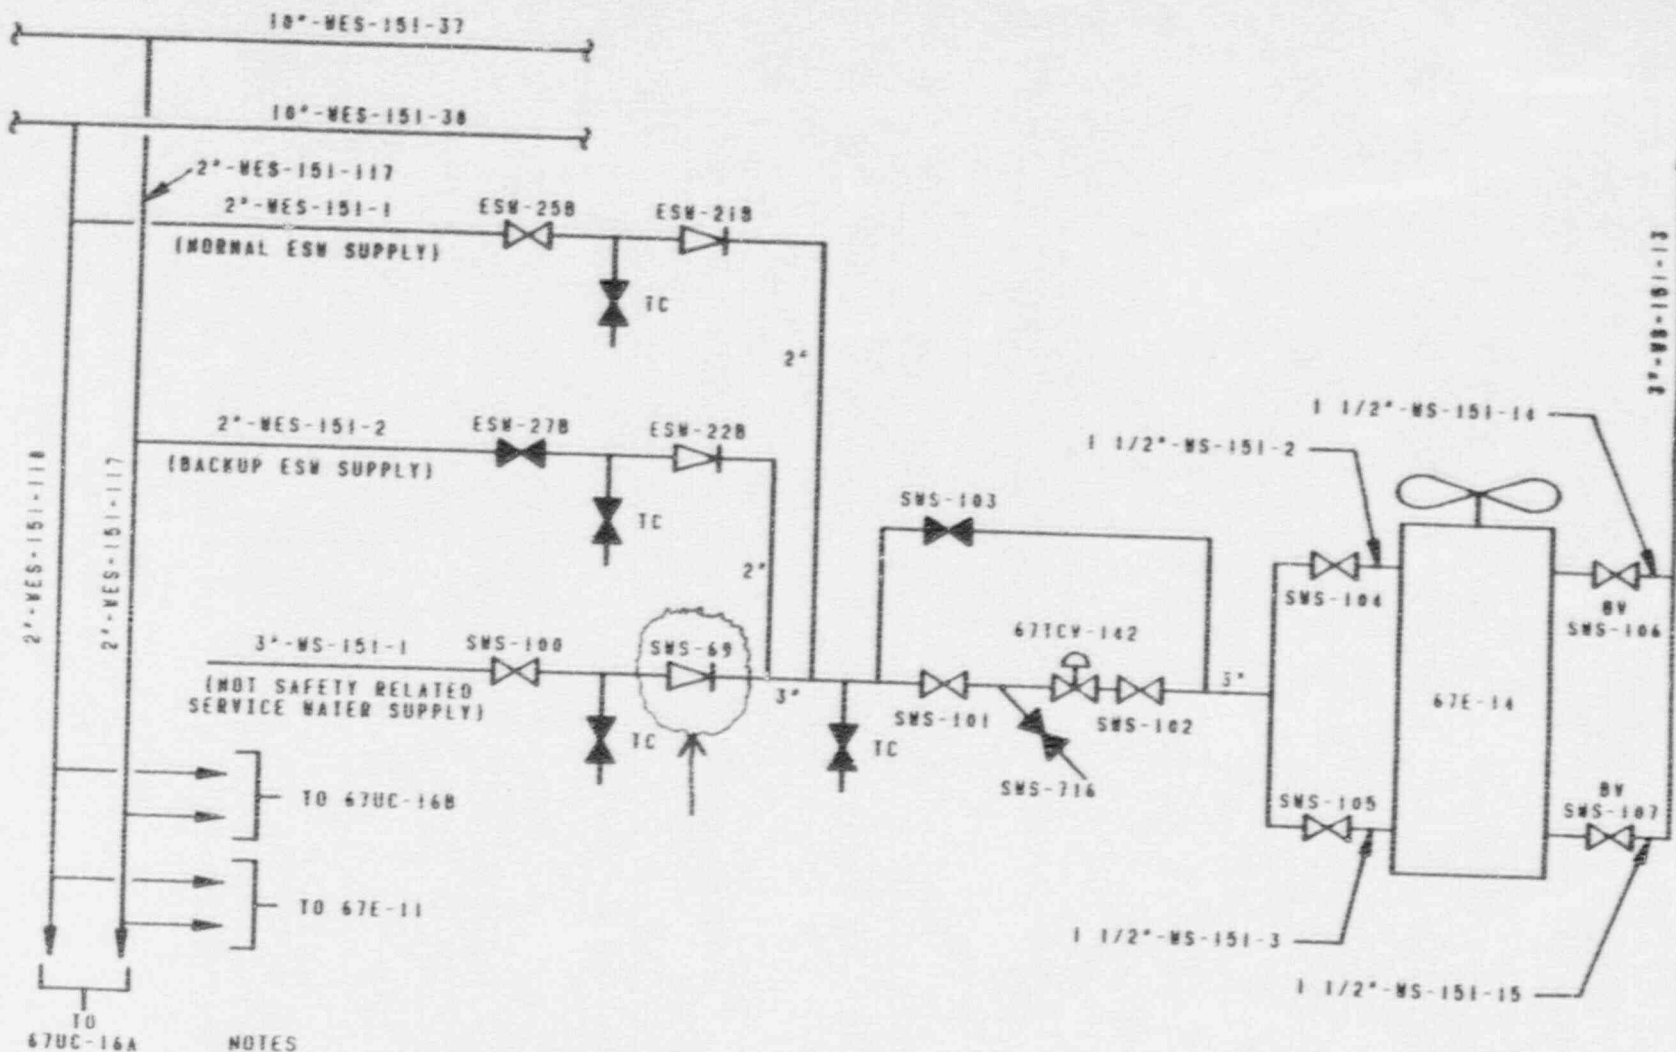 10"-WES-151-37
10"-WES-151-38
2"-WES-151-117
2"-WES-151-1
(NORMAL ESW SUPPLY)
ESW-25B
ESW-21B
TC
2"
2"-WES-151-2
(BACKUP ESW SUPPLY)
ESW-27B
ESW-22B
TC
2"
2"-WES-151-118
2"-WES-151-117
3"-WS-151-1
(NOT SAFETY RELATED
SERVICE WATER SUPPLY)
SWS-100
SWS-69
TC
3"
TC
SWS-103
SWS-101
67TCV-142
SWS-102
SWS-716
3"
1 1/2"-WS-151-14
1 1/2"-WS-151-2
SWS-104
SWS-105
67E-14
BV
SWS-106
BV
SWS-107
3"-WS-151-13
1 1/2"-WS-151-3
1 1/2"-WS-151-15
TO 67UC-16B
TO 67E-11
TO
67UC-16A
NOTES